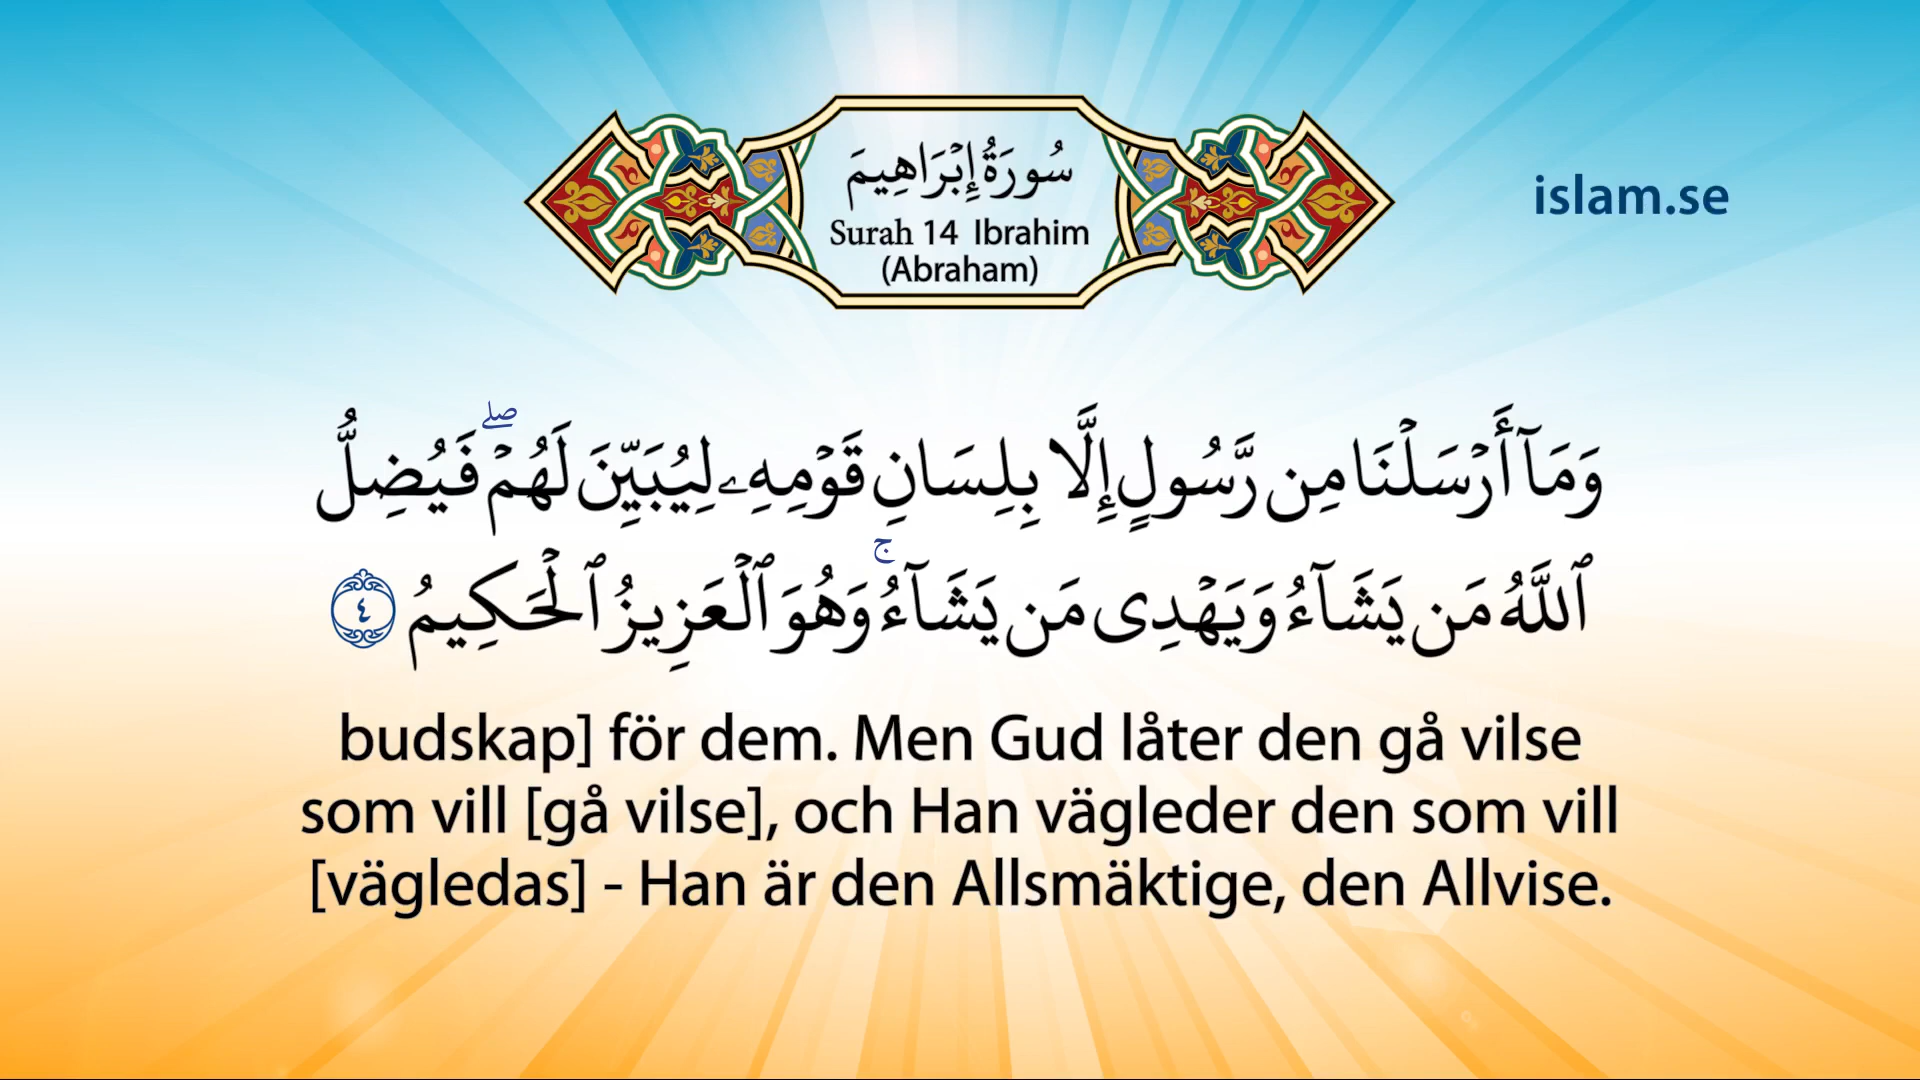 سُورَةُ إِبْرَاهِيمَ
Surah 14 Ibrahim
(Abraham)
islam.se
وَمَآ أَرْسَلْنَا مِن رَّسُولٍ إِلَّا بِلِسَانِ قَوْمِهِۦ لِيُبَيِّنَ لَهُمْ ۖ فَيُضِلُّ
ٱللَّهُ مَن يَشَآءُ وَيَهْدِى مَن يَشَآءُ ۚ وَهُوَ ٱلْعَزِيزُ ٱلْحَكِيمُ ٤
budskap] för dem. Men Gud låter den gå vilse
som vill [gå vilse], och Han vägleder den som vill
[vägledas] - Han är den Allsmäktige, den Allvise.